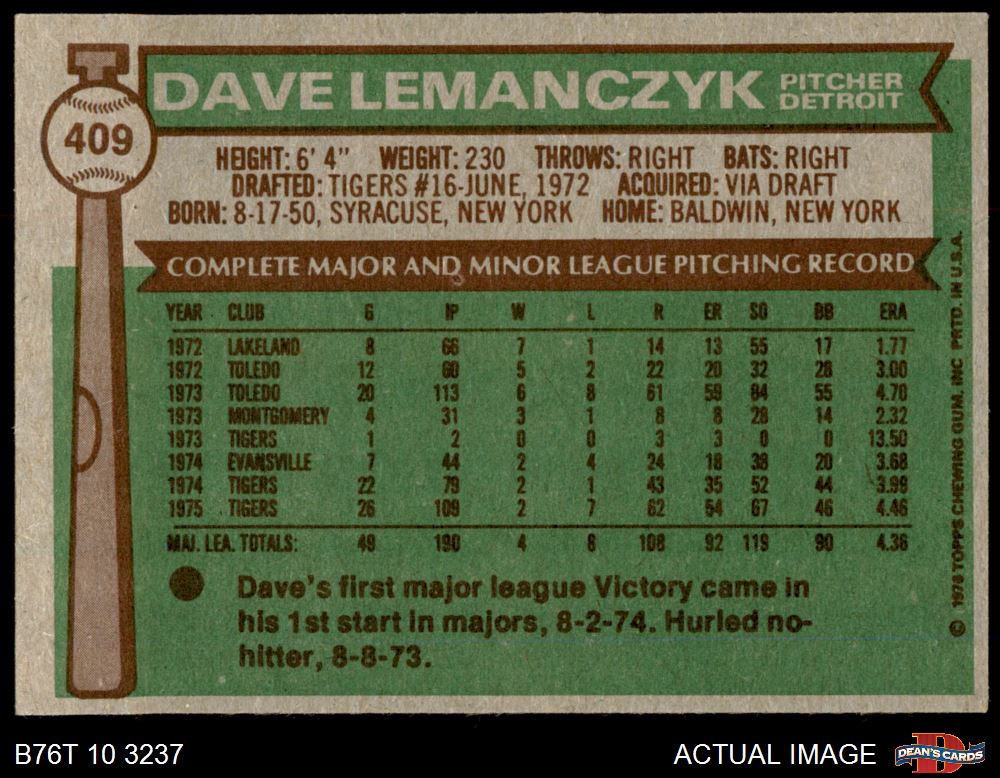 DAVE LEMANCZYK PITCHER DETROIT
409
HEIGHT: 6' 4" WEIGHT: 230 THROWS: RIGHT BATS: RIGHT
DRAFTED: TIGERS #16-JUNE, 1972 ACQUIRED: VIA DRAFT
BORN: 8-17-50, SYRACUSE, NEW YORK HOME: BALDWIN, NEW YORK
COMPLETE MAJOR AND MINOR LEAGUE PITCHING RECORD
YEAR CLUB G IP W L R ER SO BB ERA
1972 LAKELAND 8 66 7 1 14 13 55 17 1.77
1972 TOLEDO 12 60 5 2 22 20 32 28 3.00
1973 TOLEDO 20 113 6 8 61 59 84 55 4.70
1973 MONTGOMERY 4 31 3 1 8 8 28 14 2.32
1973 TIGERS 1 2 0 0 3 3 0 0 13.50
1974 EVANSVILLE 7 44 2 4 24 18 38 20 3.68
1974 TIGERS 22 79 2 1 43 35 52 44 3.99
1975 TIGERS 26 109 2 7 62 54 67 46 4.46
MAJ. LEA. TOTALS: 49 190 4 8 108 92 119 90 4.36
Dave's first major league Victory came in
his 1st start in majors, 8-2-74. Hurled no-
hitter, 8-8-73.
© 1976 TOPPS CHEWING GUM, INC PRTD. IN U.S.A.
B76T 10 3237
ACTUAL IMAGE
DEAN'S CARDS